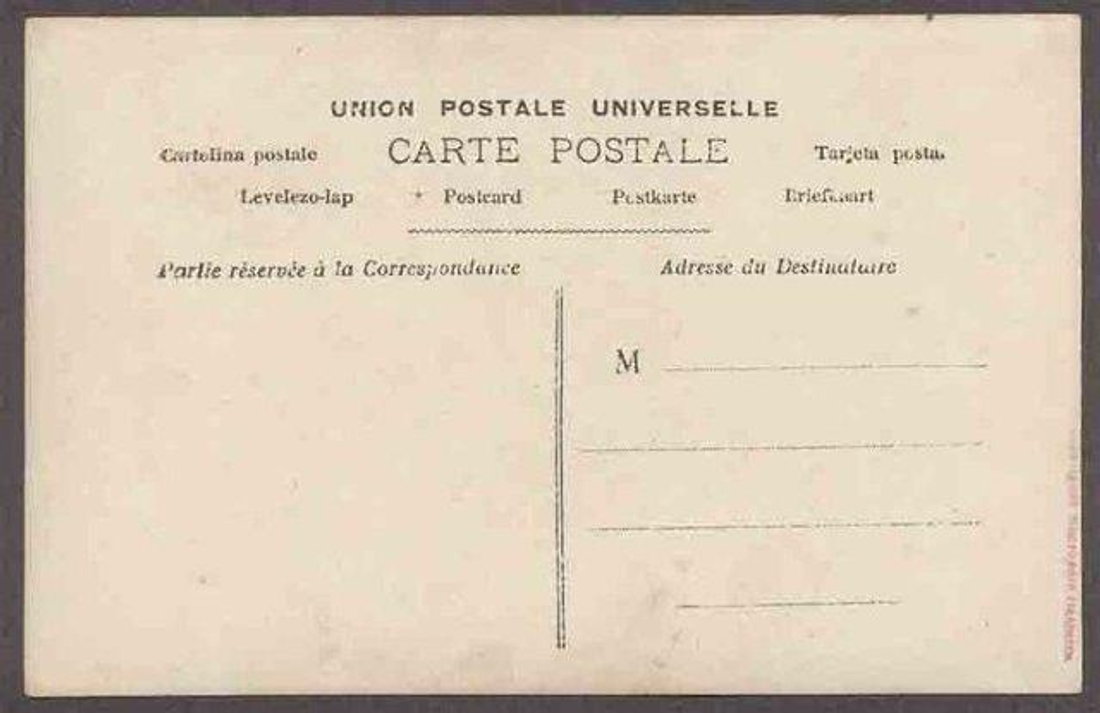 UNION POSTALE UNIVERSELLE
Cartolina postale CARTE POSTALE Tarjeta postal
Levelezo-lap Postcard Postkarte Briefkaart
Partie réservée à la Correspondance Adresse du Destinataire
M